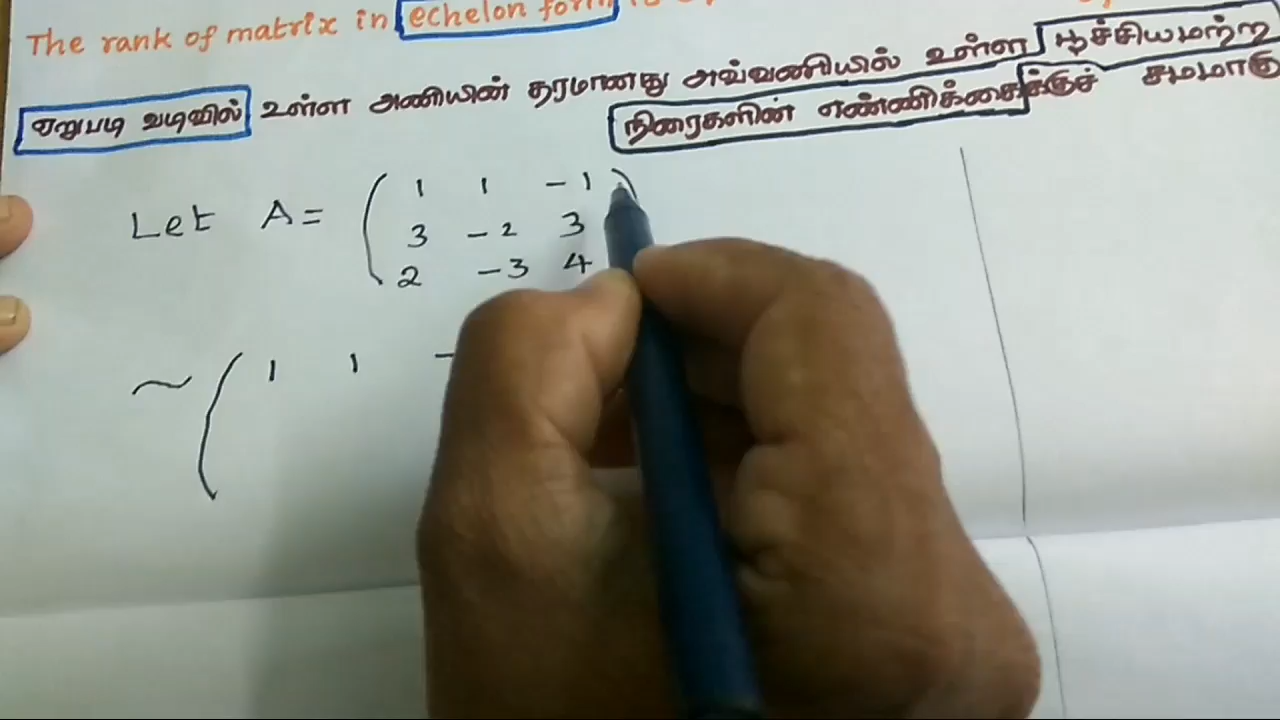 The rank of matrix in echelon form
ஏறுபடி வடிவில் உள்ள அணியின் தரமானது அவ்வணியில் உள்ள பூச்சியமற்ற
நிரைகளின் எண்ணிக்கைக்குச் சமமாகு
Let A = ( 1 1 -1 )
3 -2 3
2 -3 4
~ ( 1 1 -